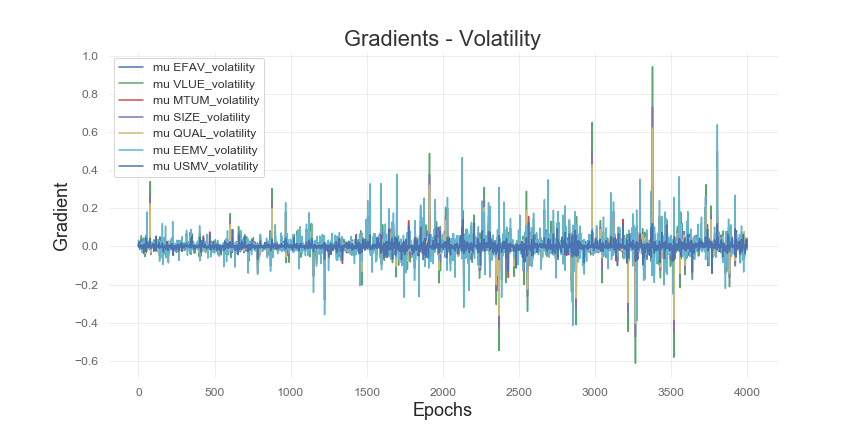 Gradients - Volatility
1.0
0.8
0.6
0.4
0.2
0.0
−0.2
−0.4
−0.6
Gradient
mu EFAV_volatility
mu VLUE_volatility
mu MTUM_volatility
mu SIZE_volatility
mu QUAL_volatility
mu EEMV_volatility
mu USMV_volatility
0 500 1000 1500 2000 2500 3000 3500 4000
Epochs